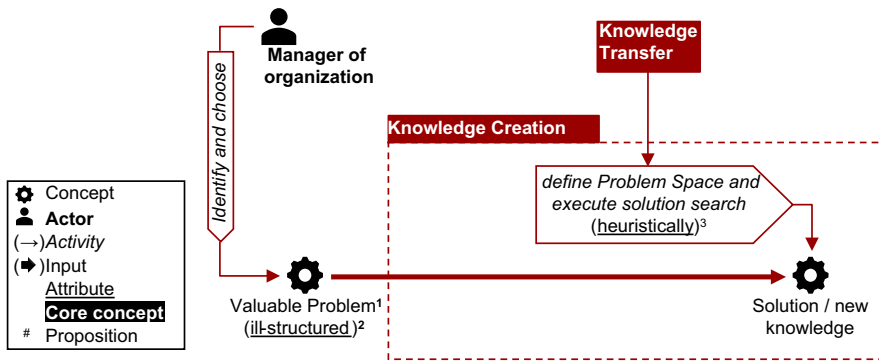 Manager of
organization
Identify and choose
Knowledge
Transfer
Knowledge Creation
define Problem Space and
execute solution search
(heuristically)³
Concept
Actor
(→)Activity
(➡)Input
Attribute
Core concept
# Proposition
Valuable Problem¹
(ill-structured )²
Solution / new
knowledge